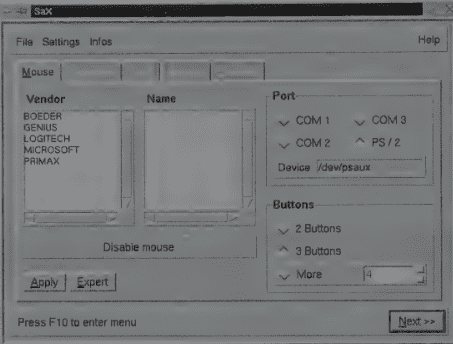 SaX
File Settings Infos Help
Mouse
Vendor Name
BOEDER
GENIUS
LOGITECH
MICROSOFT
PRIMAX
Port
COM 1 COM 3
COM 2 PS / 2
Device /dev/psaux
Buttons
2 Buttons
3 Buttons
More 4
Disable mouse
Apply Expert
Press F10 to enter menu Next >>